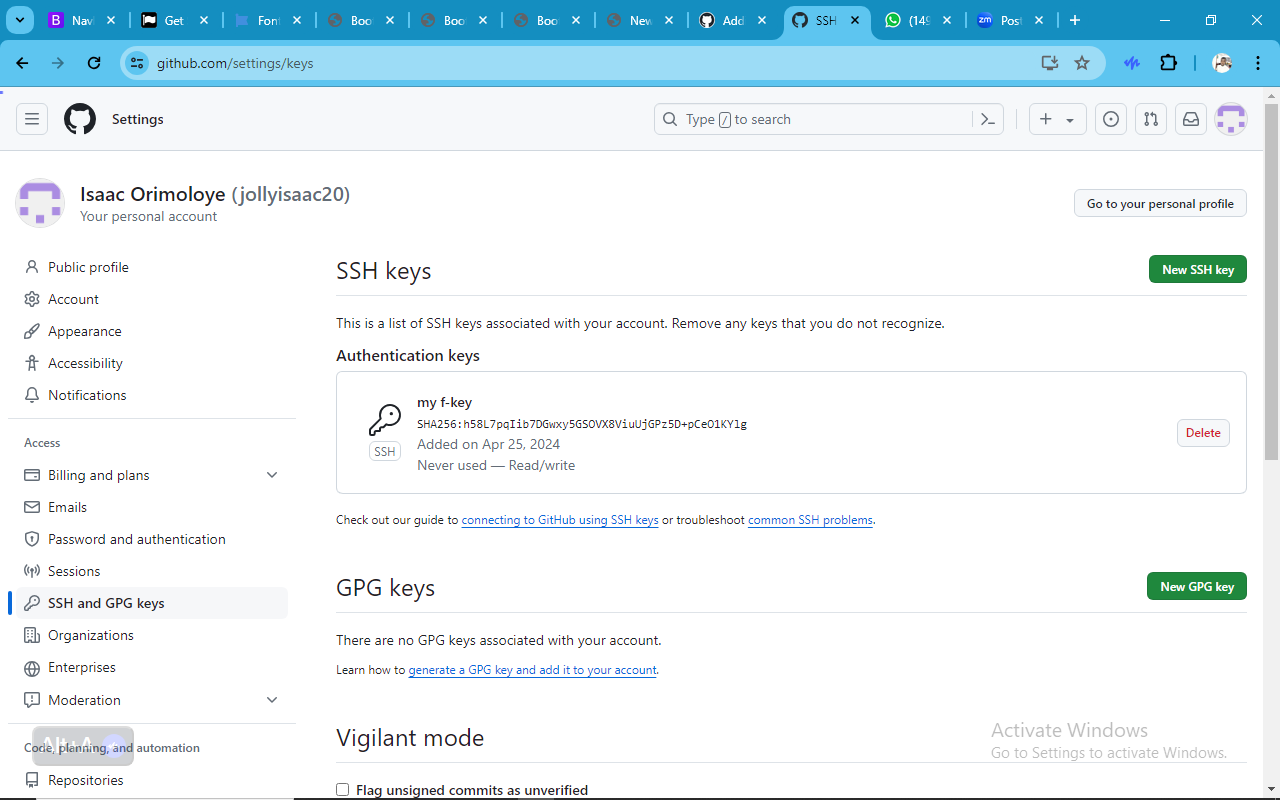 Navi
Get
Font
Boo
Boo
Boo
New
Add
SSH
(149
zm Post
github.com/settings/keys
Settings
Type / to search
Isaac Orimoloye (jollyisaac20)
Your personal account
Go to your personal profile
Public profile
Account
Appearance
Accessibility
Notifications
Access
Billing and plans
Emails
Password and authentication
Sessions
SSH and GPG keys
Organizations
Enterprises
Moderation
Code, planning, and automation
Alt+A
Repositories
SSH keys
New SSH key
This is a list of SSH keys associated with your account. Remove any keys that you do not recognize.
Authentication keys
my f-key
SHA256:h58L7pqIib7DGwxy5GSOVX8ViuUjGPz5D+pCeO1KYlg
SSH
Added on Apr 25, 2024
Never used — Read/write
Delete
Check out our guide to connecting to GitHub using SSH keys or troubleshoot common SSH problems.
GPG keys
New GPG key
There are no GPG keys associated with your account.
Learn how to generate a GPG key and add it to your account.
Vigilant mode
Flag unsigned commits as unverified
Activate Windows
Go to Settings to activate Windows.